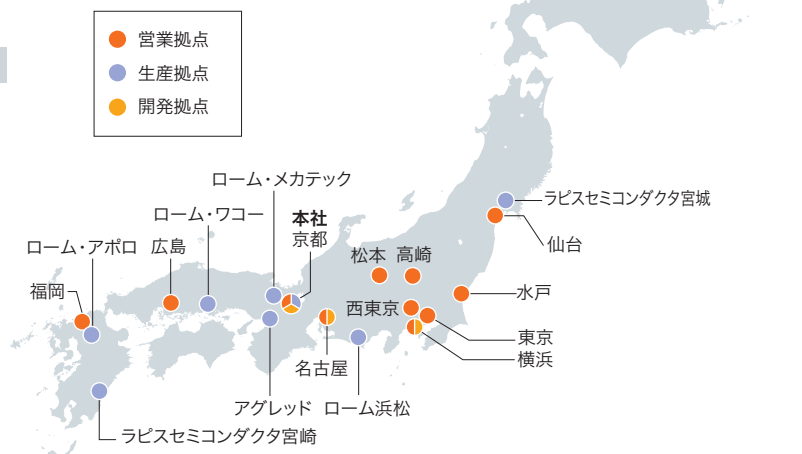 営業拠点
生産拠点
開発拠点
ローム・メカテック
ラピスセミコンダクタ宮城
ローム・ワコー
本社
京都
仙台
ローム・アポロ
広島
松本
高崎
福岡
水戸
西東京
東京
横浜
名古屋
アグレッド
ローム浜松
ラピスセミコンダクタ宮崎